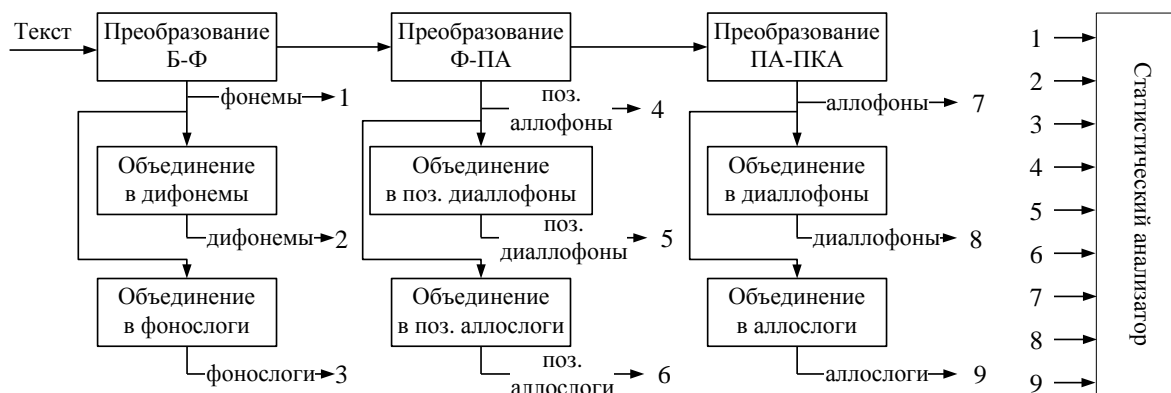 Текст
Преобразование
Б-Ф
Преобразование
Ф-ПА
Преобразование
ПА-ПКА
фонемы
1
поз.
аллофоны
4
аллофоны
7
Объединение
в дифонемы
Объединение
в поз. диаллофоны
Объединение
в диаллофоны
дифонемы
2
поз.
диаллофоны
5
диаллофоны
8
Объединение
в фонослоги
Объединение
в поз. аллослоги
Объединение
в аллослоги
фонослоги
3
поз.
аллослоги
6
аллослоги
9
1
2
3
4
5
6
7
8
9
Статистический анализатор